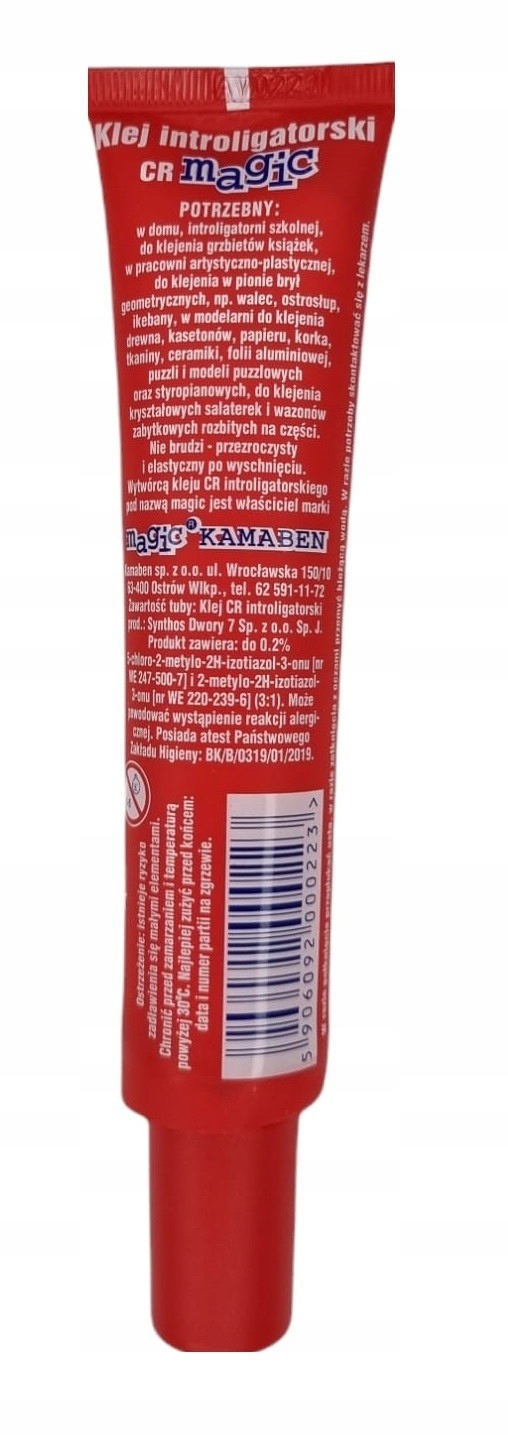 Klej introligatorski
CR magic
POTRZEBNY:
w domu, introligatorni szkolnej,
do klejenia grzbietów książek,
w pracowni artystyczno-plastycznej,
do klejenia w pionie brył
geometrycznych, np. walec, ostrosłup,
ikebany, w modelarni do klejenia
drewna, kasetonów, papieru, korka,
tkaniny, ceramiki, folii aluminiowej,
puzzli i modeli puzzlowych
oraz styropianowych, do klejenia
kryształowych salaterek i wazonów
zabytkowych rozbitych na części.
Nie brudzi - przezroczysty
i elastyczny po wyschnięciu.
Wytwórcą kleju CR introligatorskiego
pod nazwą magic jest właściciel marki
magic® KAMABEN
Kamaben sp. z o.o. ul. Wrocławska 150/10
63-400 Ostrów Wlkp., tel. 62 591-11-72
Zawartość tuby: Klej CR introligatorski
prod.: Synthos Dwory 7 Sp. z o.o. Sp. J.
Produkt zawiera: do 0.2%
5-chloro-2-metylo-2H-izotiazol-3-onu [nr
WE 247-500-7] i 2-metylo-2H-izotiazol-
3-onu [nr WE 220-239-6] (3:1). Może
powodować wystąpienie reakcji alergi-
cznej. Posiada atest Państwowego
Zakładu Higieny: BK/B/0319/01/2019.
Ostrzeżenie: istnieje ryzyko
zadławienia się małymi elementami.
Chronić przed zamarzaniem i temperaturą
powyżej 30°C. Najlepiej zużyć przed końcem:
data i numer partii na zgrzewie.
5 906092 000223 >
w razie zetknięcia z oczami przemyć bieżącą wodą. W razie potrzeby skontaktować się z lekarzem.